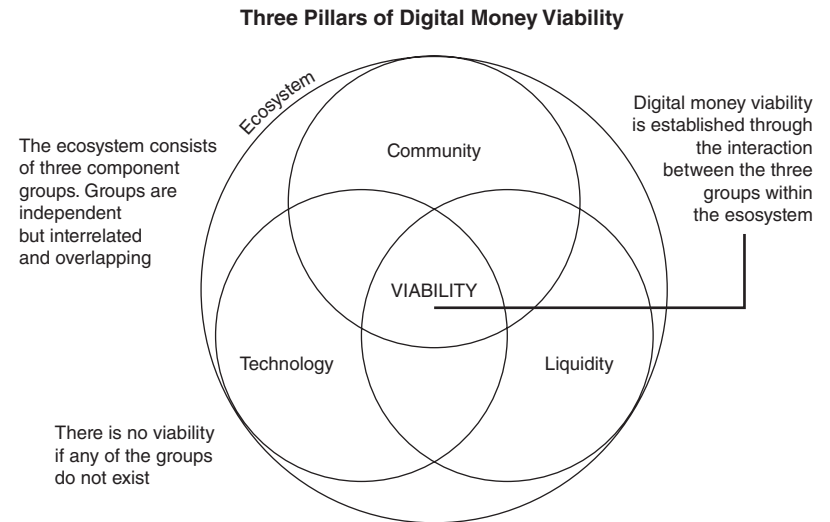 Three Pillars of Digital Money Viability
Ecosystem
The ecosystem consists
of three component
groups. Groups are
independent
but interrelated
and overlapping
Community
Digital money viability
is established through
the interaction
between the three
groups within
the esosystem
VIABILITY
Technology
Liquidity
There is no viability
if any of the groups
do not exist